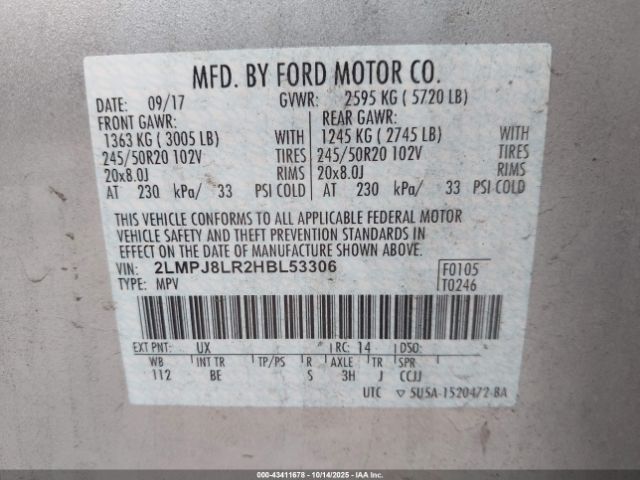 MFD. BY FORD MOTOR CO.
DATE: 09/17 GVWR: 2595 KG ( 5720 LB)
FRONT GAWR: REAR GAWR:
1363 KG ( 3005 LB) WITH 1245 KG ( 2745 LB) WITH
245/50R20 102V TIRES 245/50R20 102V TIRES
20x8.0J RIMS 20x8.0J RIMS
AT 230 kPa/ 33 PSI COLD AT 230 kPa/ 33 PSI COLD
THIS VEHICLE CONFORMS TO ALL APPLICABLE FEDERAL MOTOR
VEHICLE SAFETY AND THEFT PREVENTION STANDARDS IN
EFFECT ON THE DATE OF MANUFACTURE SHOWN ABOVE.
VIN: 2LMPJ8LR2HBL53306 F0105
TYPE: MPV T0246
EXT PNT: UX RC: 14 DSO:
WB INT TR TP/PS R AXLE TR SPR
112 BE S 3H J CCJJ
UTC ▽ SU5A-1520472-BA
000-43411678 - 10/14/2025 - IAAI.com